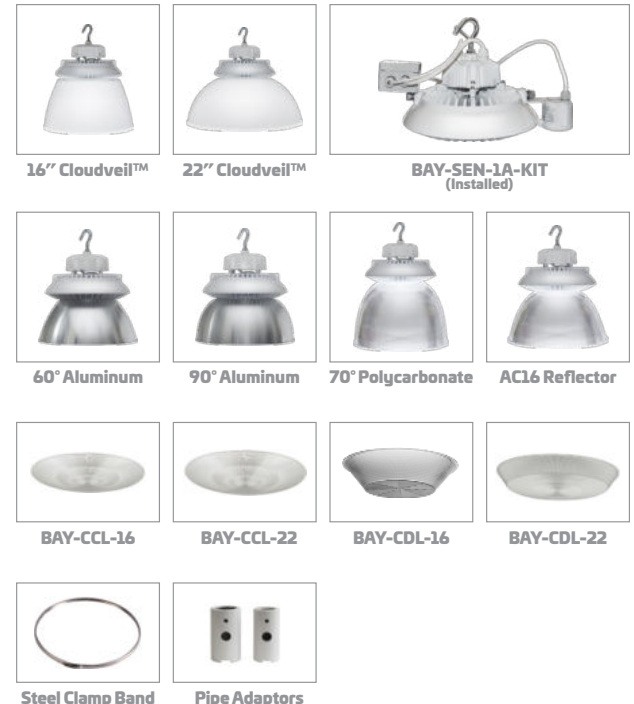 16″ Cloudveil™
22″ Cloudveil™
BAY-SEN-1A-KIT
(Installed)
60° Aluminum
90° Aluminum
70° Polycarbonate
AC16 Reflector
BAY-CCL-16
BAY-CCL-22
BAY-CDL-16
BAY-CDL-22
Steel Clamp Band
Pipe Adaptors